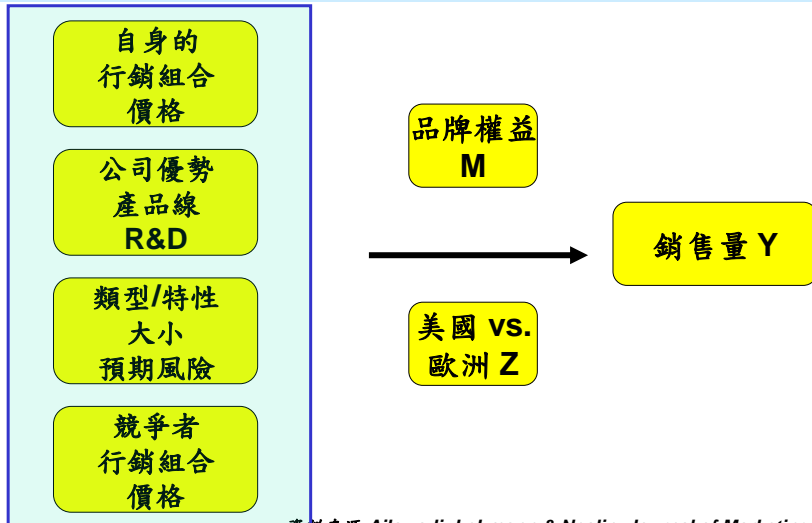 自身的
行銷組合
價格
公司優勢
產品線
R&D
類型/特性
大小
預期風險
競爭者
行銷組合
價格
品牌權益
M
美國 vs.
歐洲 Z
銷售量 Y